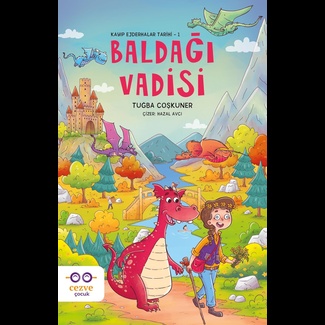 KAYIP EJDERHALAR TARİHİ - 1
BALDAĞI
VADİSİ
TUĞBA COŞKUNER
ÇİZER: HAZAL AVCI
cezve
çocuk